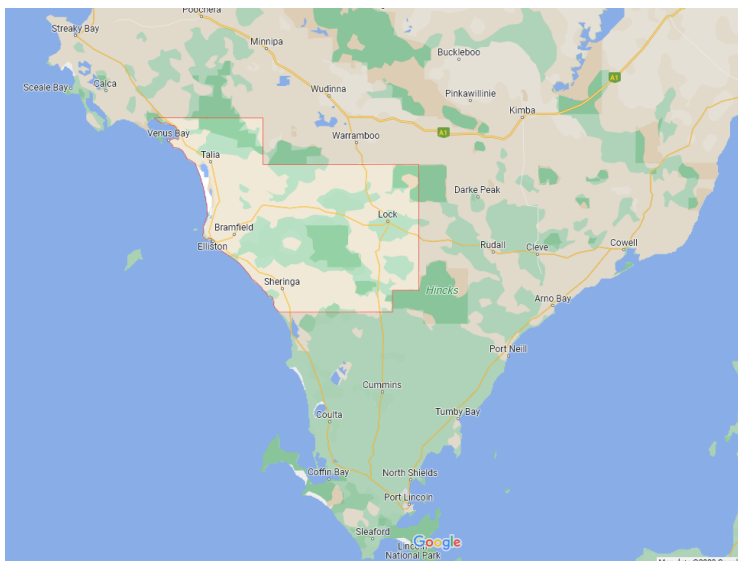 Poochera
Streaky Bay
Minnipa
Buckleboo
A1
Sceale Bay
Calca
Wudinna
Pinkawillinie
Kimba
Venus Bay
Warramboo
A1
Talia
Darke Peak
Lock
Bramfield
Elliston
Rudall
Cleve
Cowell
Sheringa
Hincks
Arno Bay
Port Neill
Cummins
Coulta
Tumby Bay
Coffin Bay
North Shields
Port Lincoln
Sleaford
Google
National Park